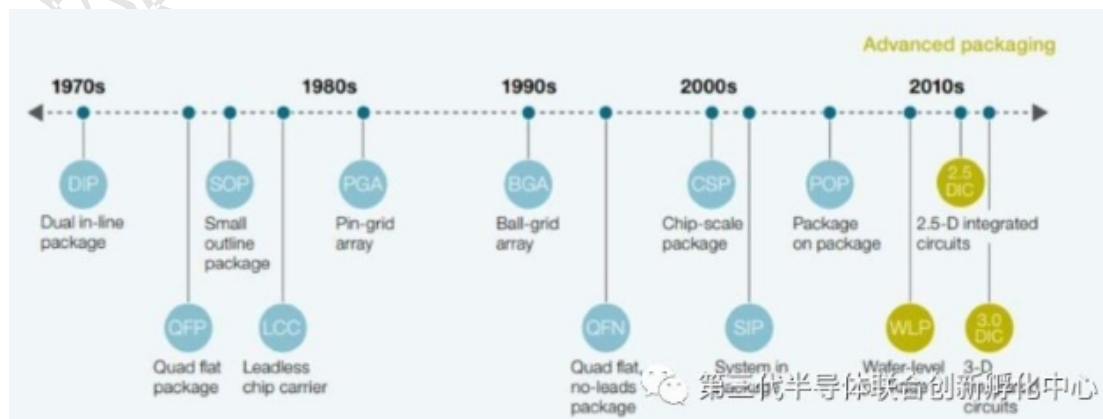 Advanced packaging
1970s
1980s
1990s
2000s
2010s
DIP
SOP
PGA
BGA
CSP
POP
2.5
DIC
Dual in-line
package
Small
outline
package
Pin-grid
array
Ball-grid
array
Chip-scale
package
Package
on package
2.5-D integrated
circuits
QFP
LCC
QFN
SIP
WLP
3.0
DIC
Quad flat
package
Leadless
chip carrier
Quad flat,
no-leads
package
System in
package
Wafer-level
3-D
circuits
第三代半导体联合创新孵化中心